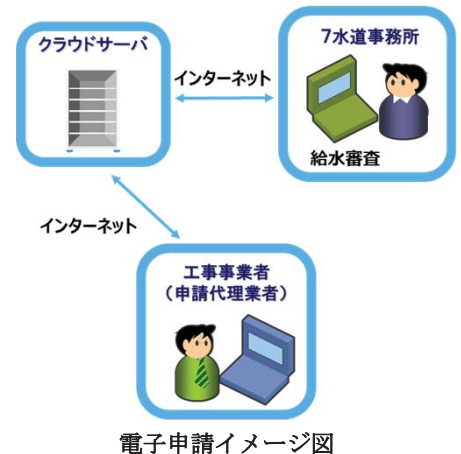 クラウドサーバ
インターネット
7水道事務所
給水審査
インターネット
工事事業者
（申請代理業者）
電子申請イメージ図